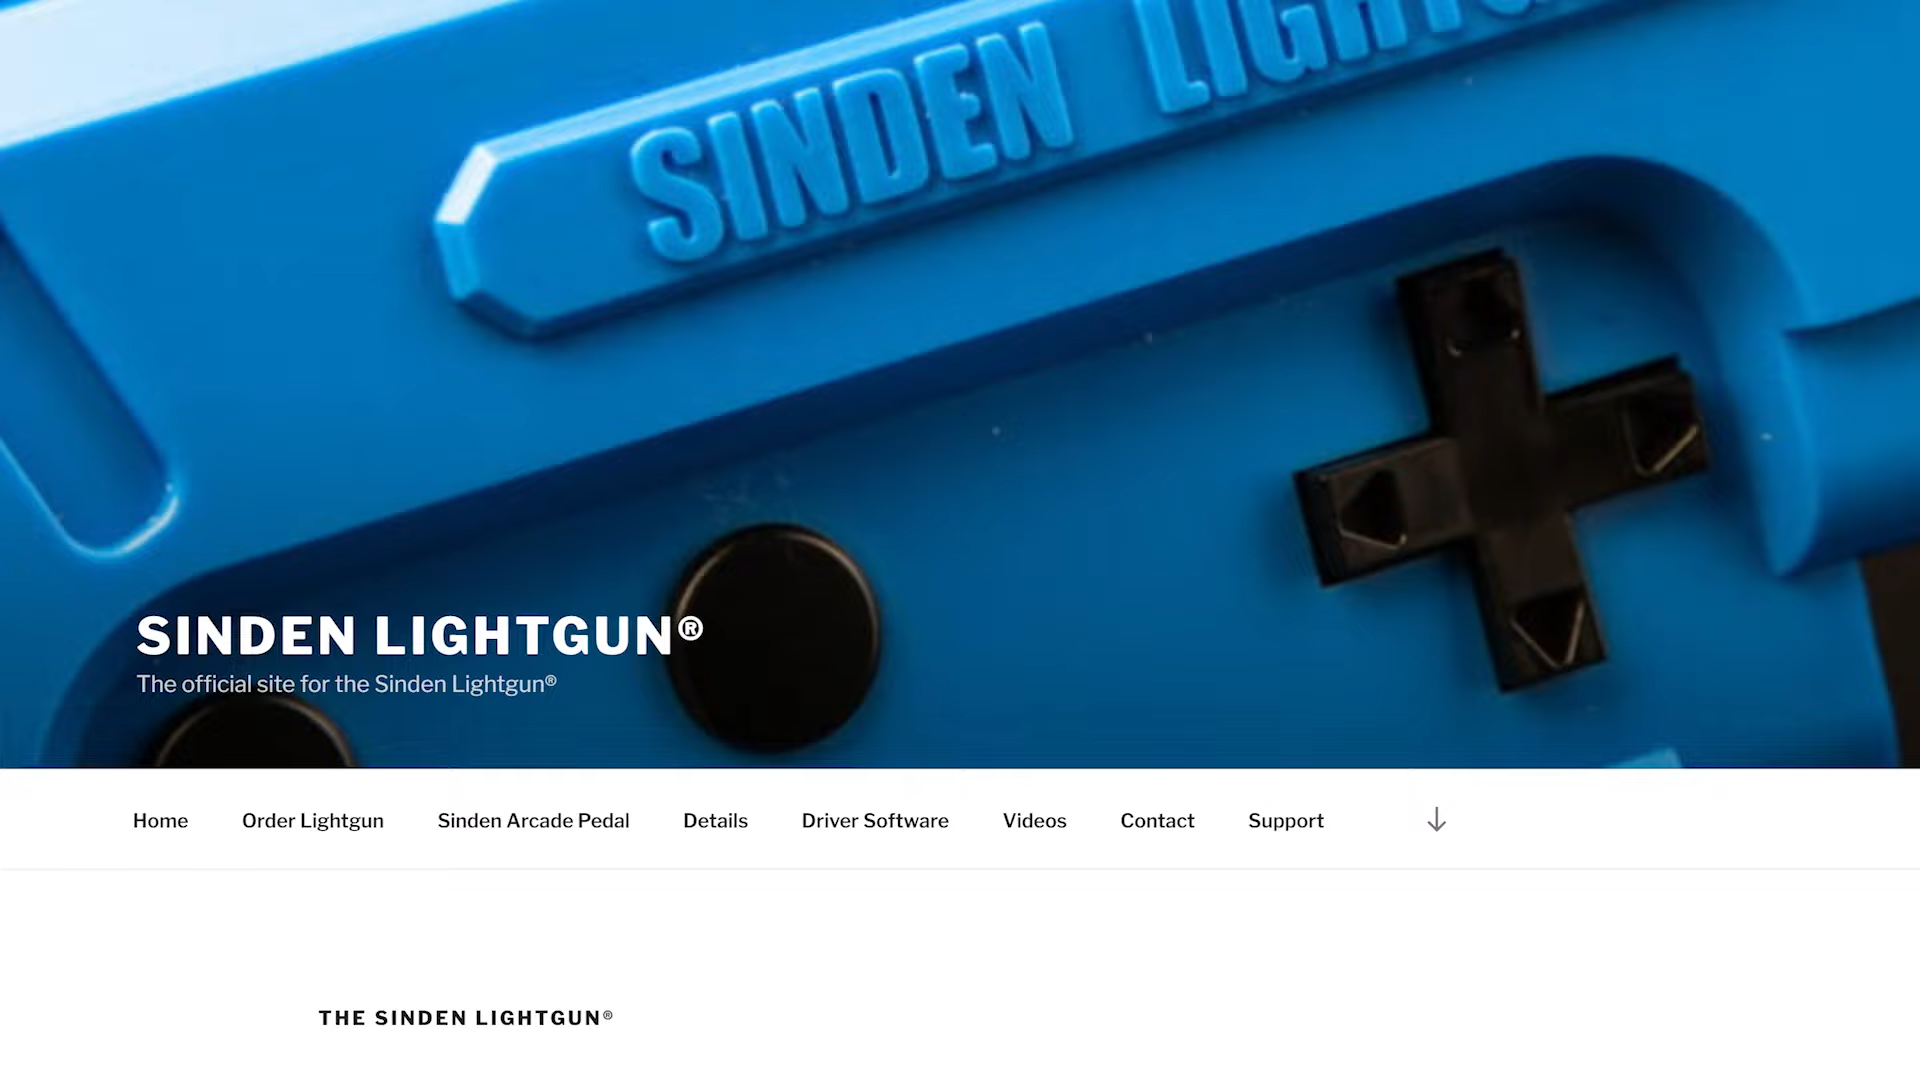 SINDEN LIGHTG
SINDEN LIGHTGUN®
The official site for the Sinden Lightgun®
Home Order Lightgun Sinden Arcade Pedal Details Driver Software Videos Contact Support
THE SINDEN LIGHTGUN®